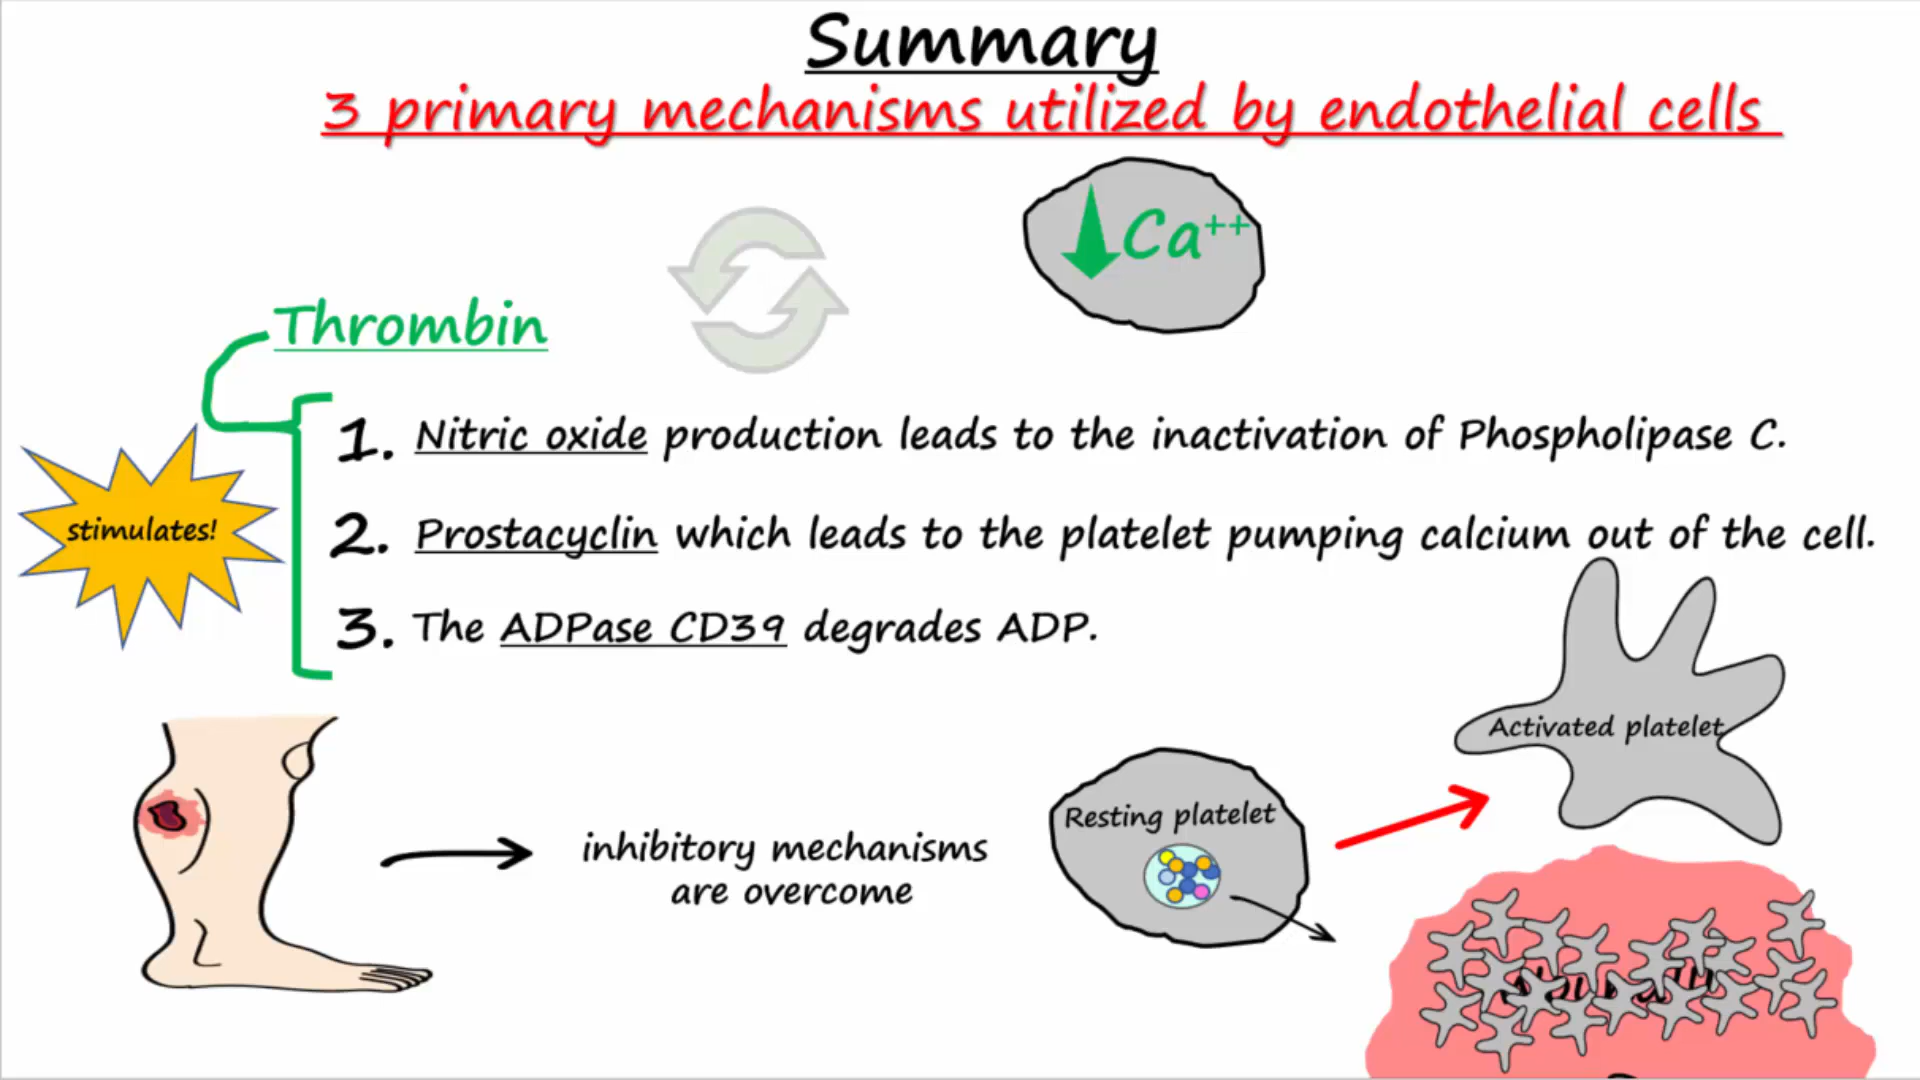 Summary
3 primary mechanisms utilized by endothelial cells
Ca++
Thrombin
stimulates!
1. Nitric oxide production leads to the inactivation of Phospholipase C.
2. Prostacyclin which leads to the platelet pumping calcium out of the cell.
3. The ADPase CD39 degrades ADP.
Activated platelet
Resting platelet
inhibitory mechanisms
are overcome